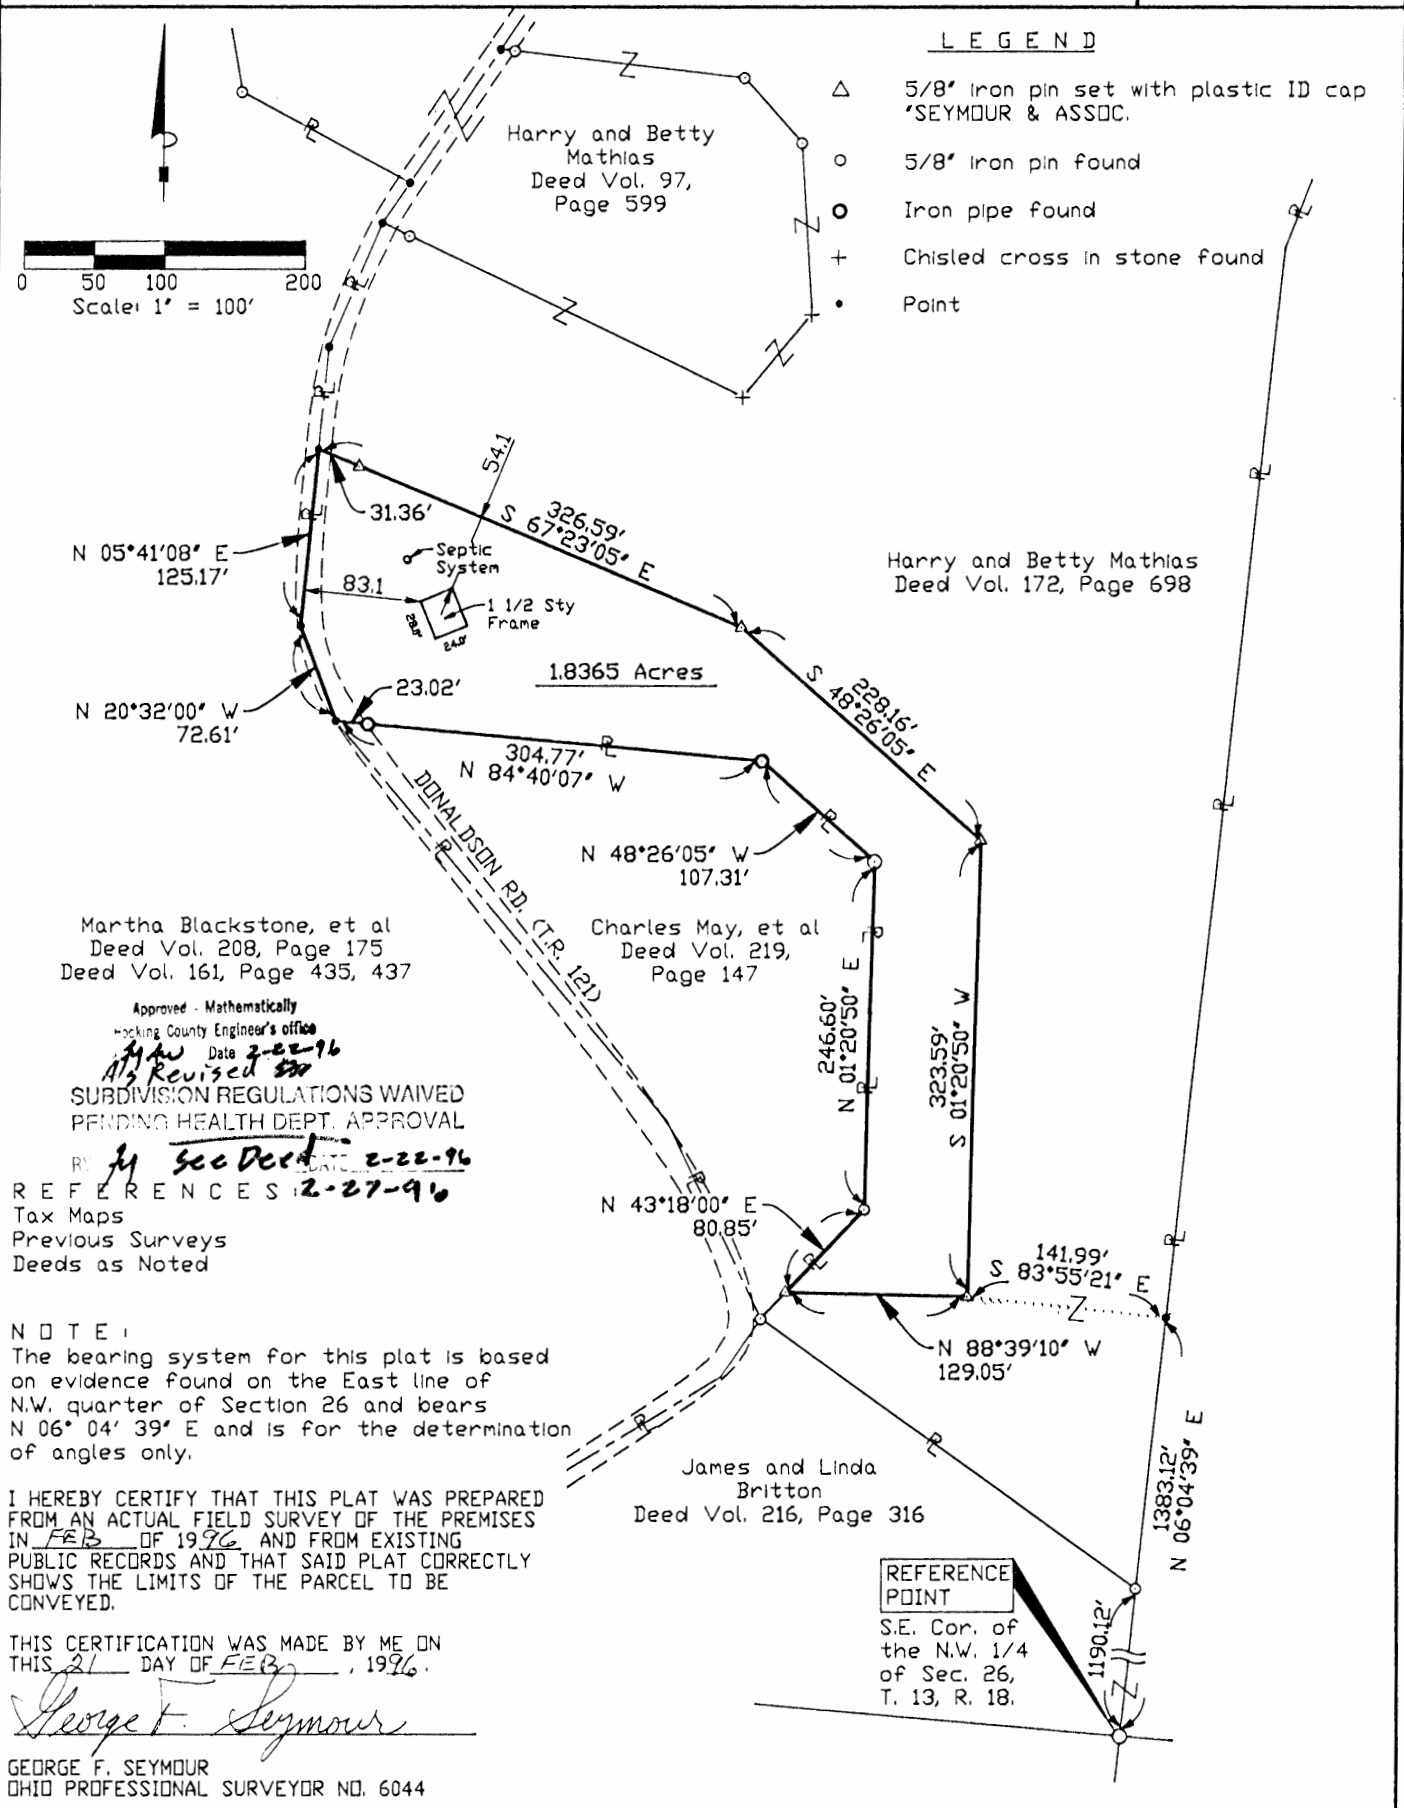 LEGEND
5/8" iron pin set with plastic ID cap
"SEYMOUR & ASSOC.
5/8" iron pin found
Iron pipe found
Chisled cross in stone found
Point
0 50 100 200
Scale: 1" = 100'
Harry and Betty
Mathias
Deed Vol. 97,
Page 599
54.1
31.36'
326.59'
S 67°23'05" E
N 05°41'08" E
125.17'
Septic
System
83.1
1 1/2 Sty
Frame
28.0'
24.0'
Harry and Betty Mathias
Deed Vol. 172, Page 698
1.8365 Acres
23.02'
N 20°32'00" W
72.61'
228.16'
S 48°26'05" E
304.77'
N 84°40'07" W
DONALDSON RD. (T.R. 121)
N 48°26'05" W
107.31'
Martha Blackstone, et al
Deed Vol. 208, Page 175
Deed Vol. 161, Page 435, 437
Charles May, et al
Deed Vol. 219,
Page 147
246.60'
N 01°20'50" E
323.59'
S 01°20'50" W
Approved - Mathematically
Hocking County Engineer's office
Date 2-22-96
As Revised
SUBDIVISION REGULATIONS WAIVED
PENDING HEALTH DEPT. APPROVAL
BY See Deed DATE 2-22-96
2-27-96
REFERENCES:
Tax Maps
Previous Surveys
Deeds as Noted
N 43°18'00" E
80.85'
141.99'
S 83°55'21" E
N 88°39'10" W
129.05'
NOTE:
The bearing system for this plat is based
on evidence found on the East line of
N.W. quarter of Section 26 and bears
N 06° 04' 39" E and is for the determination
of angles only.
James and Linda
Britton
Deed Vol. 216, Page 316
1383.12'
N 06°04'39" E
1190.12'
I HEREBY CERTIFY THAT THIS PLAT WAS PREPARED
FROM AN ACTUAL FIELD SURVEY OF THE PREMISES
IN FEB OF 1996 AND FROM EXISTING
PUBLIC RECORDS AND THAT SAID PLAT CORRECTLY
SHOWS THE LIMITS OF THE PARCEL TO BE
CONVEYED.
REFERENCE
POINT
S.E. Cor. of
the N.W. 1/4
of Sec. 26,
T. 13, R. 18.
THIS CERTIFICATION WAS MADE BY ME ON
THIS 21 DAY OF FEB, 1996.
George F. Seymour
GEORGE F. SEYMOUR
OHIO PROFESSIONAL SURVEYOR NO. 6044